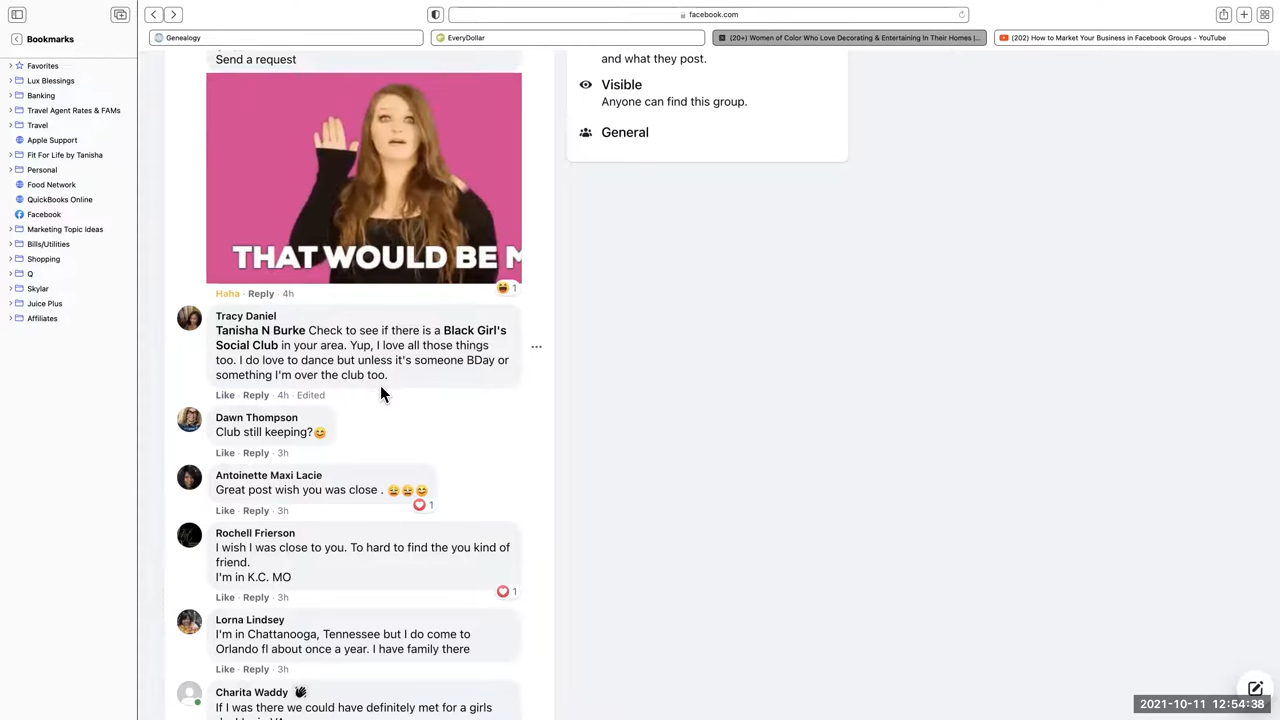 Bookmarks
Favorites
Lux Blessings
Banking
Travel Agent Rates & FAMs
Travel
Apple Support
Fit For Life by Tanisha
Personal
Food Network
QuickBooks Online
Facebook
Marketing Topic Ideas
Bills/Utilities
Shopping
Q
Skylar
Juice Plus
Affiliates
facebook.com
Genealogy
EveryDollar
(20+) Women of Color Who Love Decorating & Entertaining In Their Homes |...
(202) How to Market Your Business in Facebook Groups - YouTube
Send a request
THAT WOULD BE M
1
Haha · Reply · 4h
Tracy Daniel
Tanisha N Burke Check to see if there is a Black Girl's
Social Club in your area. Yup, I love all those things
too. I do love to dance but unless it's someone BDay or
something I'm over the club too.
Like · Reply · 4h · Edited
Dawn Thompson
Club still keeping?😊
Like · Reply · 3h
Antoinette Maxi Lacie
Great post wish you was close . 😩😩😊
1
Like · Reply · 3h
Rochell Frierson
I wish I was close to you. To hard to find the you kind of
friend.
I'm in K.C. MO
1
Like · Reply · 3h
Lorna Lindsey
I'm in Chattanooga, Tennessee but I do come to
Orlando fl about once a year. I have family there
Like · Reply · 3h
Charita Waddy 👋
If I was there we could have definitely met for a girls
and what they post.
Visible
Anyone can find this group.
General
2021-10-11 12:54:38